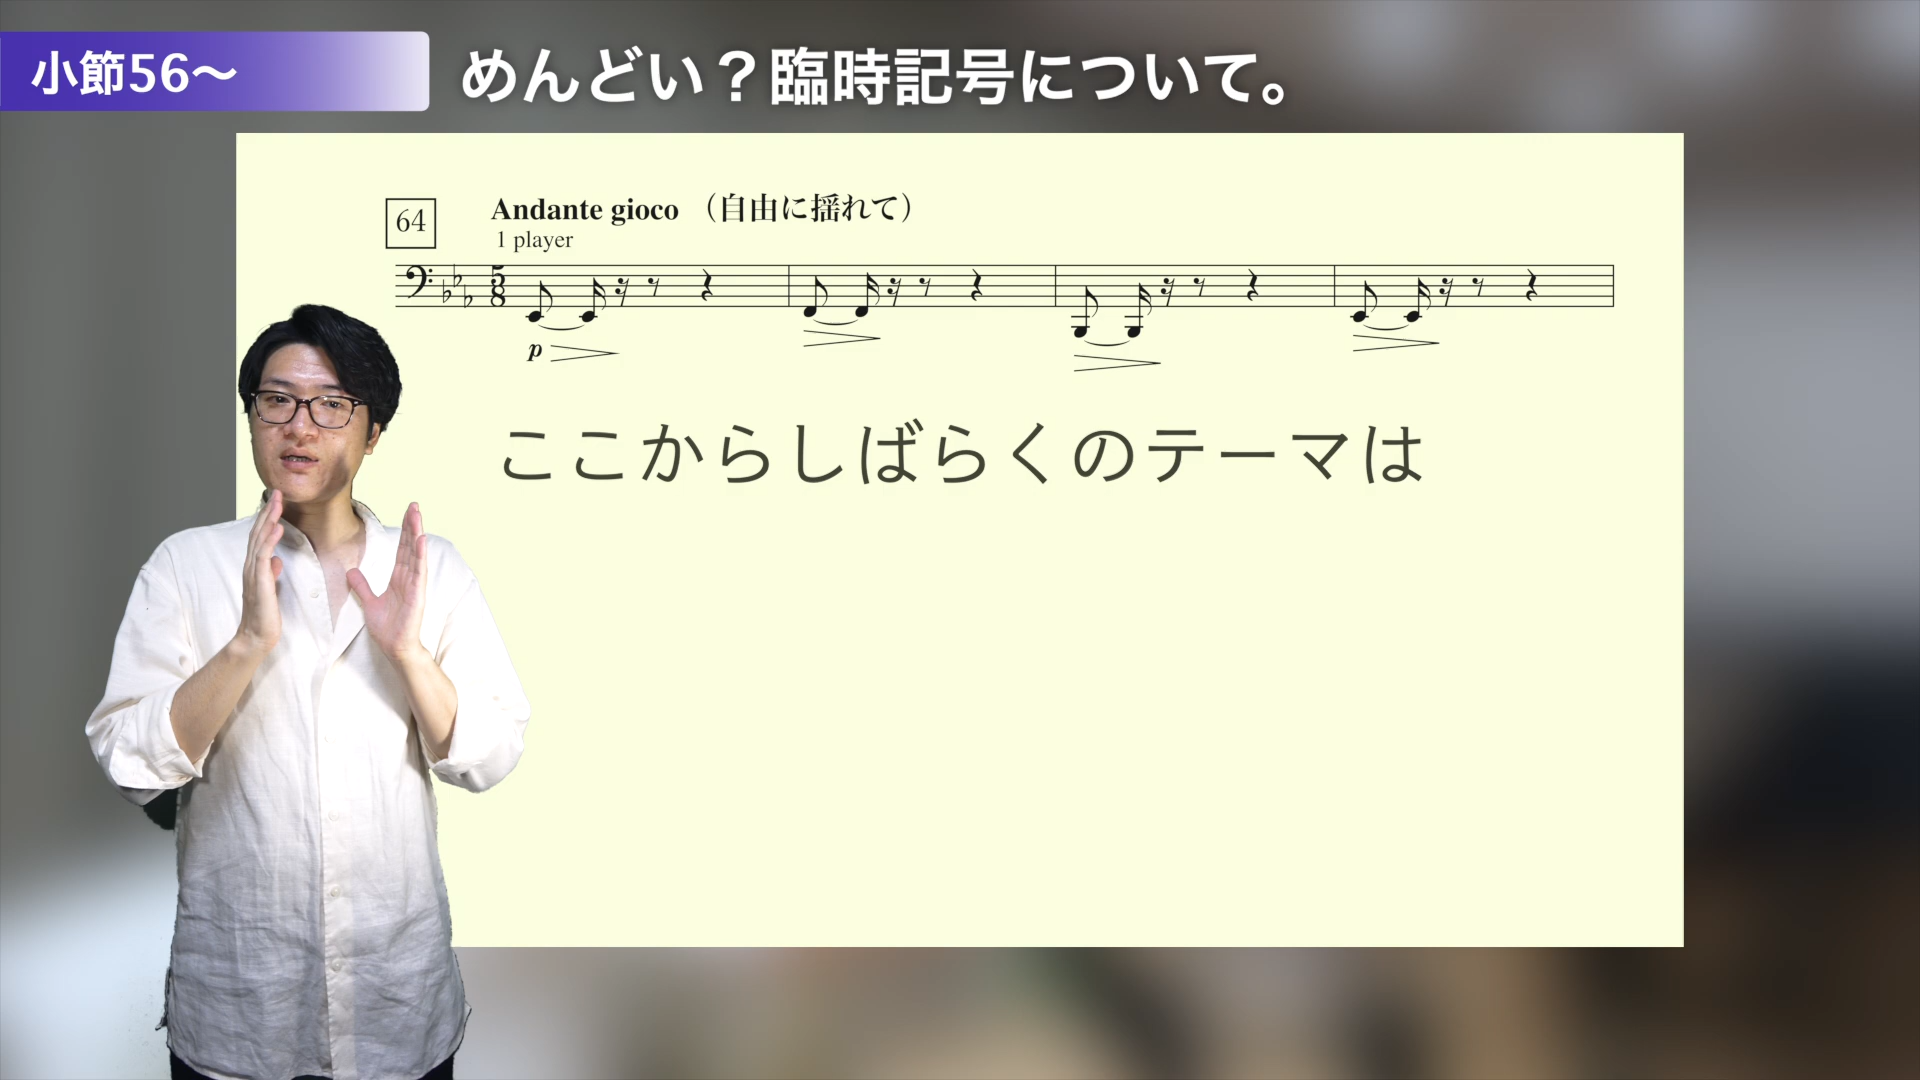 小節56〜
めんどい？臨時記号について。
64
Andante gioco （自由に揺れて）
1 player
5
8
p
ここからしばらくのテーマは